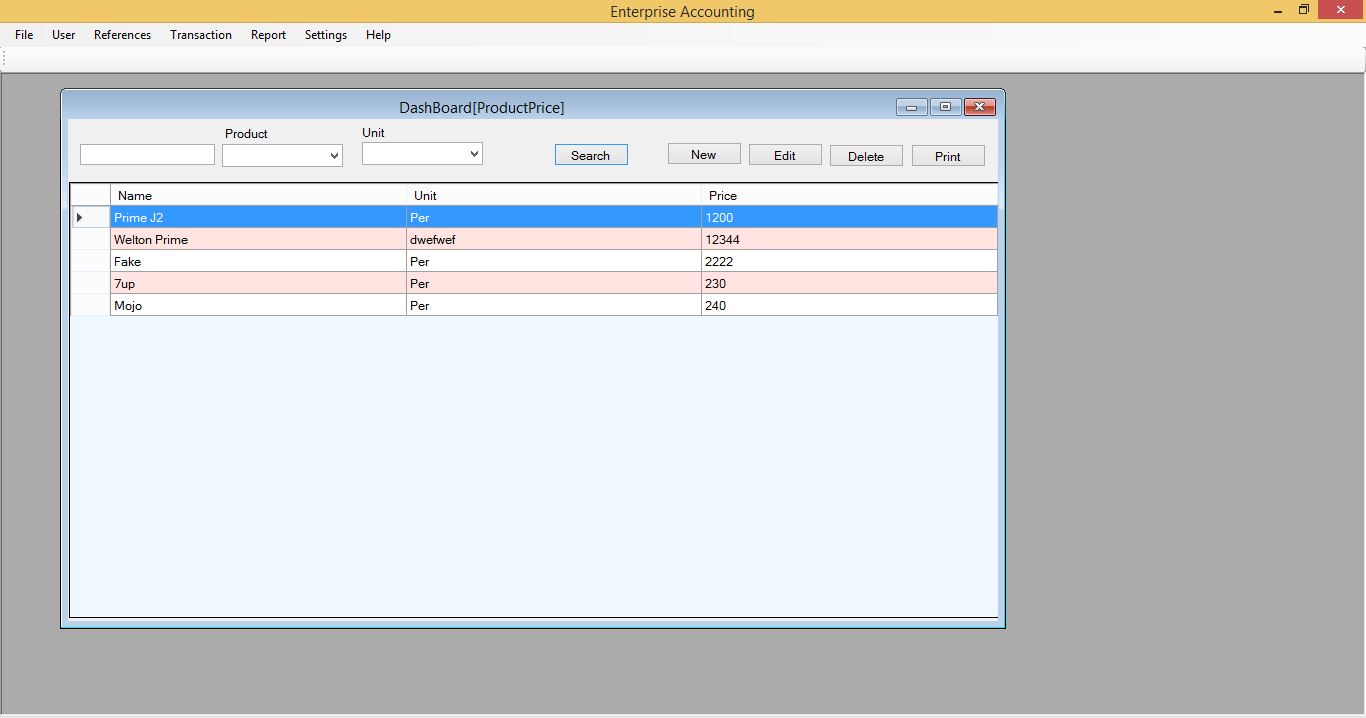 Enterprise Accounting
File User References Transaction Report Settings Help
DashBoard[ProductPrice]
Product Unit
Search New Edit Delete Print
Name Unit Price
Prime J2 Per 1200
Welton Prime dwefwef 12344
Fake Per 2222
7up Per 230
Mojo Per 240